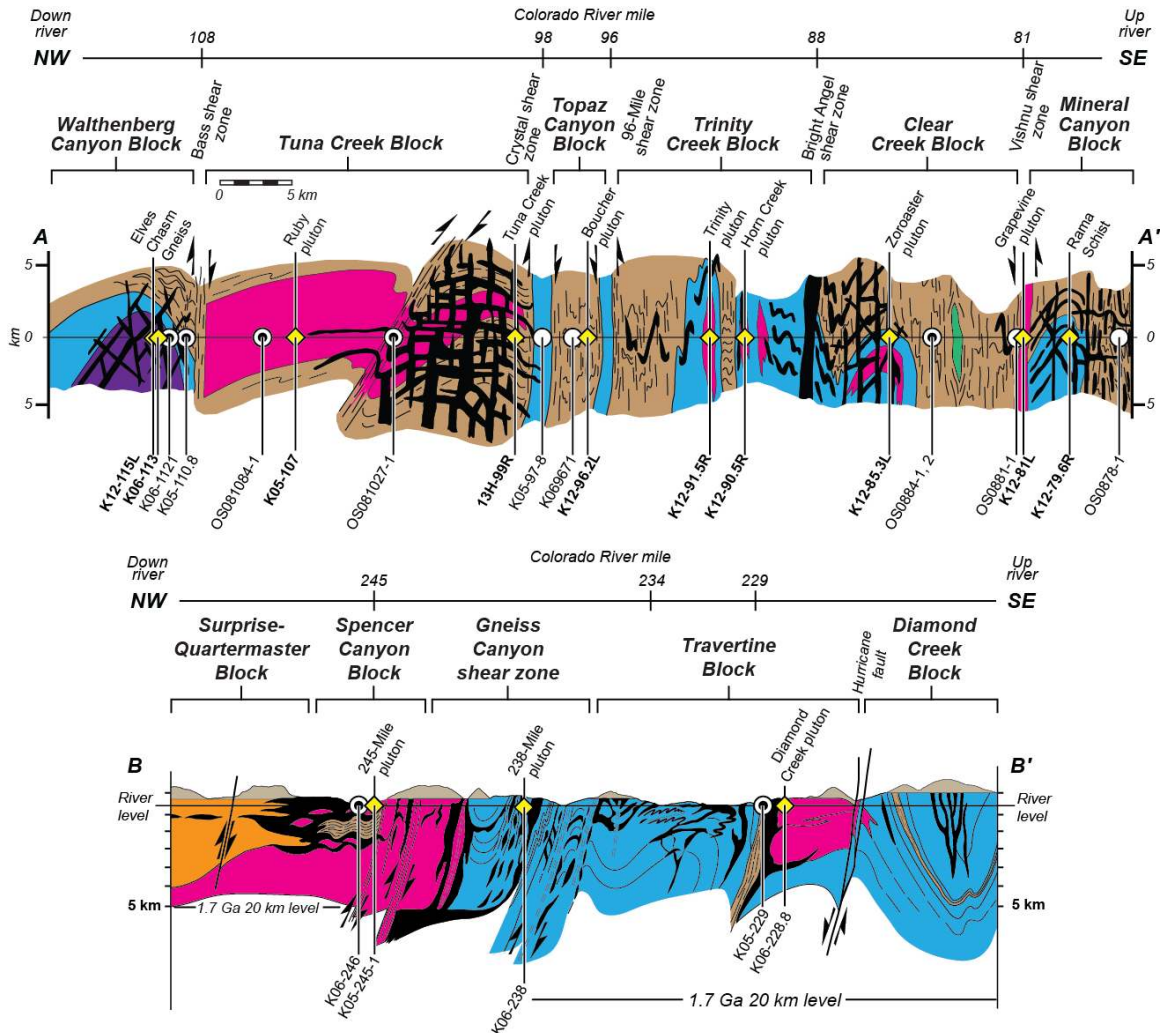 Down
river
NW
Colorado River mile
Up
river
SE
108
98
96
88
81
Walthenberg
Canyon Block
Bass shear
zone
Tuna Creek Block
Crystal shear
zone
Topaz
Canyon
Block
96-Mile
shear zone
Trinity
Creek Block
Bright Angel
shear zone
Clear
Creek Block
Vishnu shear
zone
Mineral
Canyon
Block
0
5 km
Elves
Chasm
Gneiss
Ruby
pluton
Tuna Creek
pluton
Boucher
pluton
Trinity
pluton
Horn Creek
pluton
Zoroaster
pluton
Grapevine
pluton
Rama
Schist
A
A'
5
5
km
0
0
5
5
K12-115L
K06-113
K06-1121
K05-110.8
OS081084-1
K05-107
OS081027-1
13H-99R
K05-97-8
K069671
K12-96.2L
K12-91.5R
K12-90.5R
K12-85.3L
OS0884-1, 2
OS0881-1
K12-81L
K12-79.6R
OS0878-1
Down
river
NW
Colorado River mile
Up
river
SE
245
234
229
Surprise-
Quartermaster
Block
Spencer
Canyon
Block
Gneiss
Canyon
shear zone
Travertine
Block
Hurricane
fault
Diamond
Creek
Block
245-Mile
pluton
238-Mile
pluton
Diamond
Creek pluton
B
B'
River
level
River
level
5 km
1.7 Ga 20 km level
5 km
K06-246
K05-245-1
K06-238
K05-229
K06-228.8
1.7 Ga 20 km level